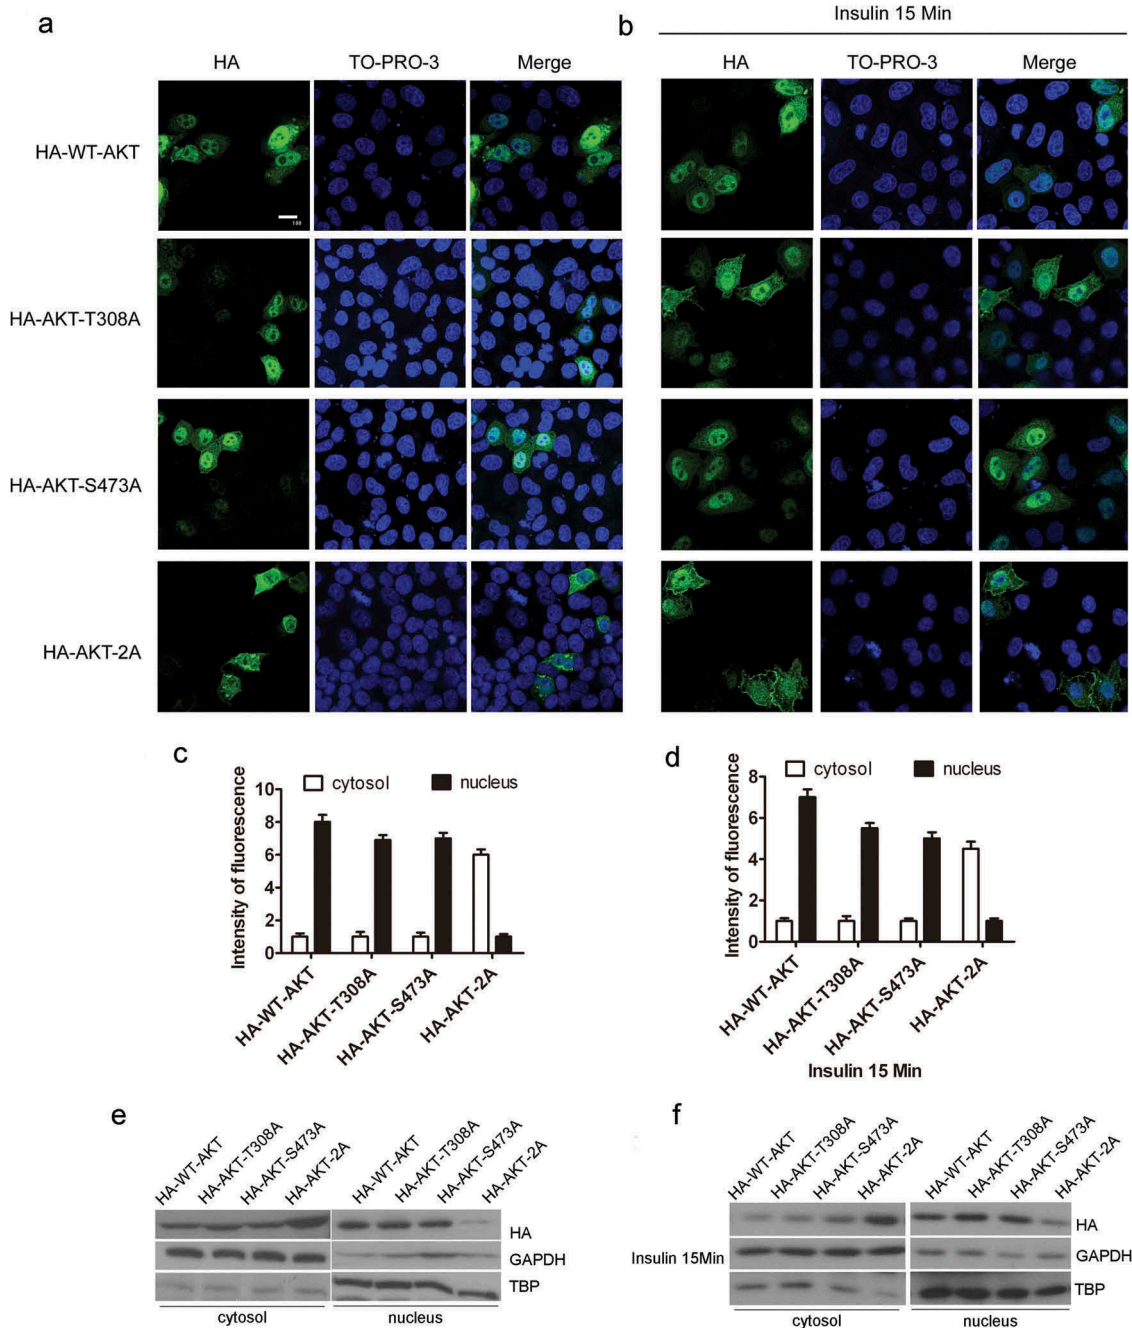 a
b
Insulin 15 Min
HA TO-PRO-3 Merge
HA TO-PRO-3 Merge
HA-WT-AKT
HA-AKT-T308A
HA-AKT-S473A
HA-AKT-2A
c
cytosol nucleus
Intensity of fluorescence
10
8
6
4
2
0
HA-WT-AKT
HA-AKT-T308A
HA-AKT-S473A
HA-AKT-2A
d
cytosol nucleus
Intensity of fluorescence
8
6
4
2
0
HA-WT-AKT
HA-AKT-T308A
HA-AKT-S473A
HA-AKT-2A
Insulin 15 Min
e
HA-WT-AKT
HA-AKT-T308A
HA-AKT-S473A
HA-AKT-2A
HA-WT-AKT
HA-AKT-T308A
HA-AKT-S473A
HA-AKT-2A
HA
GAPDH
TBP
cytosol nucleus
f
HA-WT-AKT
HA-AKT-T308A
HA-AKT-S473A
HA-AKT-2A
HA-WT-AKT
HA-AKT-T308A
HA-AKT-S473A
HA-AKT-2A
Insulin 15Min
HA
GAPDH
TBP
cytosol nucleus